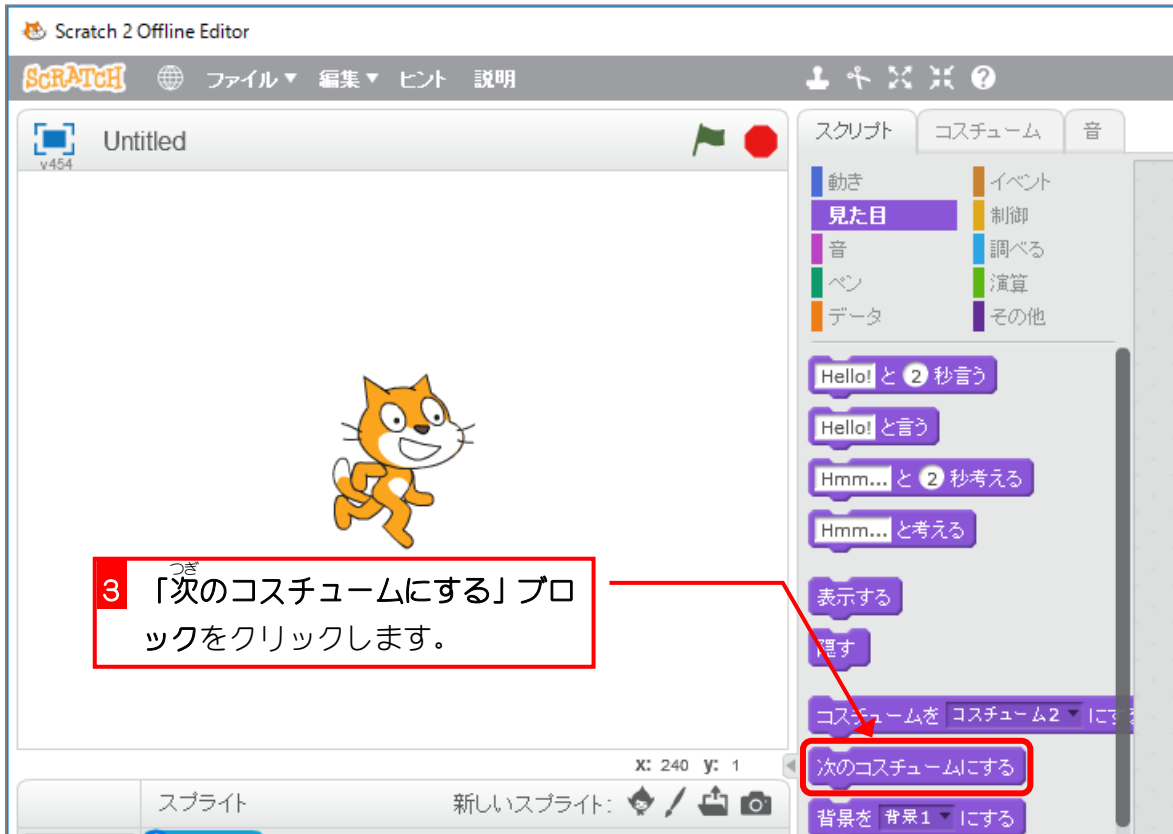 Scratch 2 Offline Editor
SCRATCH ファイル▼ 編集▼ ヒント 説明
v454 Untitled
スクリプト コスチューム 音
動き イベント
見た目 制御
音 調べる
ペン 演算
データ その他
Hello! と 2 秒言う
Hello! と言う
Hmm... と 2 秒考える
Hmm... と考える
表示する
隠す
コスチュームを コスチューム2 ▼ にする
次のコスチュームにする
背景を 背景1 ▼ にする
つぎ
3 「次のコスチュームにする」ブロ
ックをクリックします。
X: 240 y: 1
スプライト 新しいスプライト: